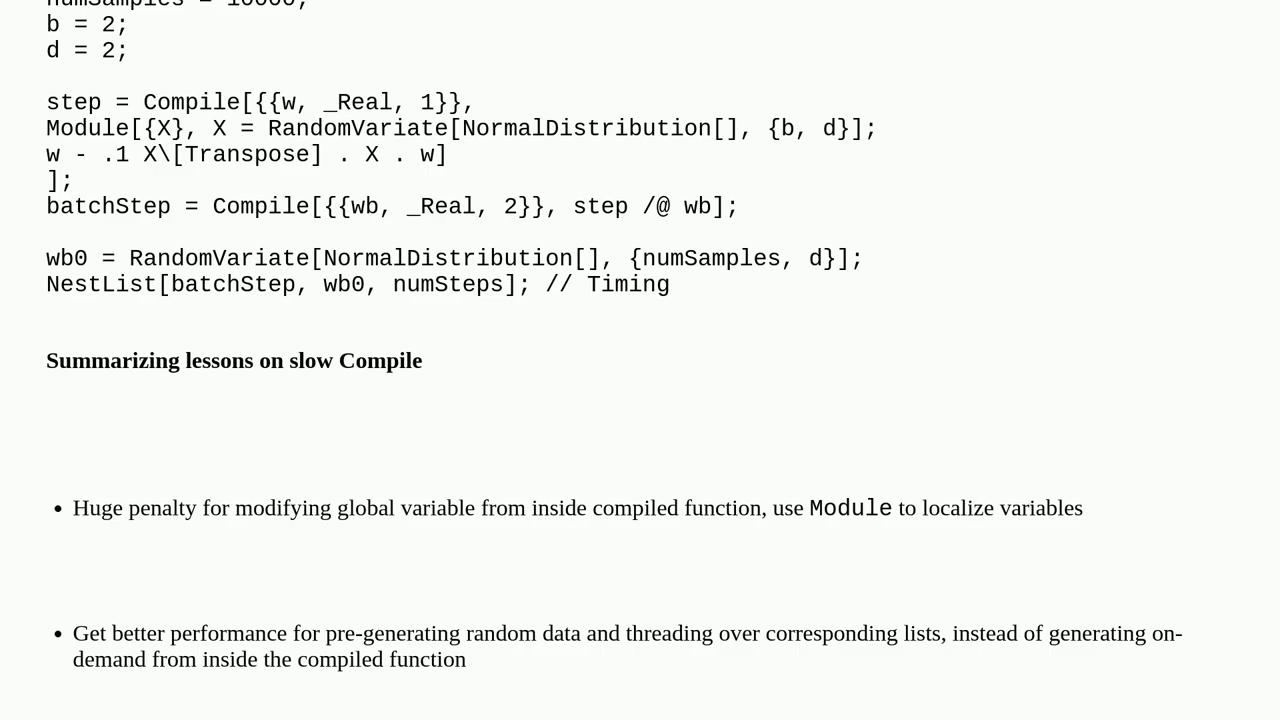 numSamples = 10000;
b = 2;
d = 2;
step = Compile[{{w, _Real, 1}},
Module[{X}, X = RandomVariate[NormalDistribution[], {b, d}];
w - .1 X\[Transpose] . X . w]
];
batchStep = Compile[{{wb, _Real, 2}}, step /@ wb];
wb0 = RandomVariate[NormalDistribution[], {numSamples, d}];
NestList[batchStep, wb0, numSteps]; // Timing
Summarizing lessons on slow Compile
• Huge penalty for modifying global variable from inside compiled function, use Module to localize variables
• Get better performance for pre-generating random data and threading over corresponding lists, instead of generating on-
demand from inside the compiled function